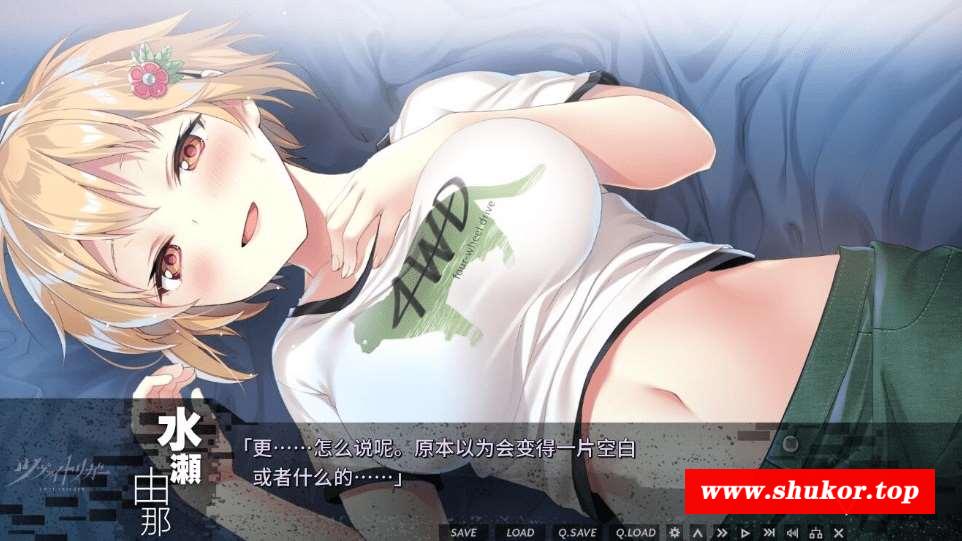 4WD
four-wheel drive
水瀬
由那
「更……怎么说呢。原本以为会变得一片空白
或者什么的……」
www.shukor.top
SAVE LOAD Q.SAVE Q.LOAD